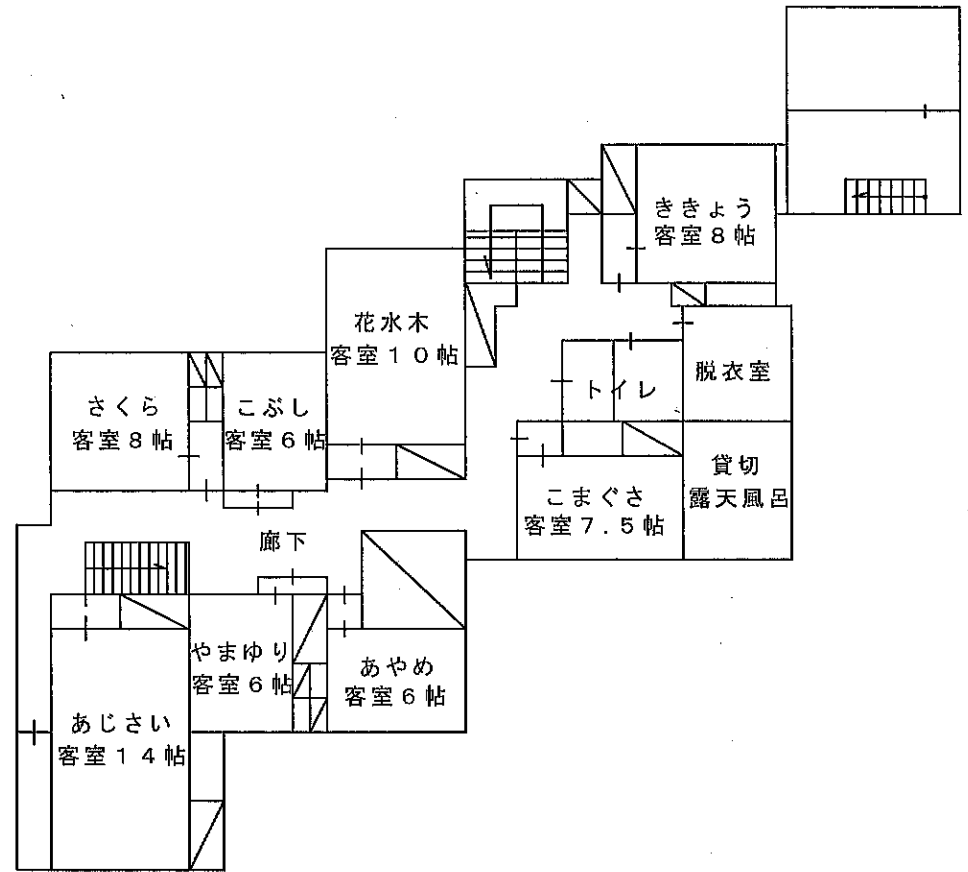 ききょう
客室8帖
花水木
客室10帖
脱衣室
トイレ
さくら
客室8帖
こぶし
客室6帖
貸切
露天風呂
こまぐさ
客室7.5帖
廊下
やまゆり
客室6帖
あやめ
客室6帖
あじさい
客室14帖